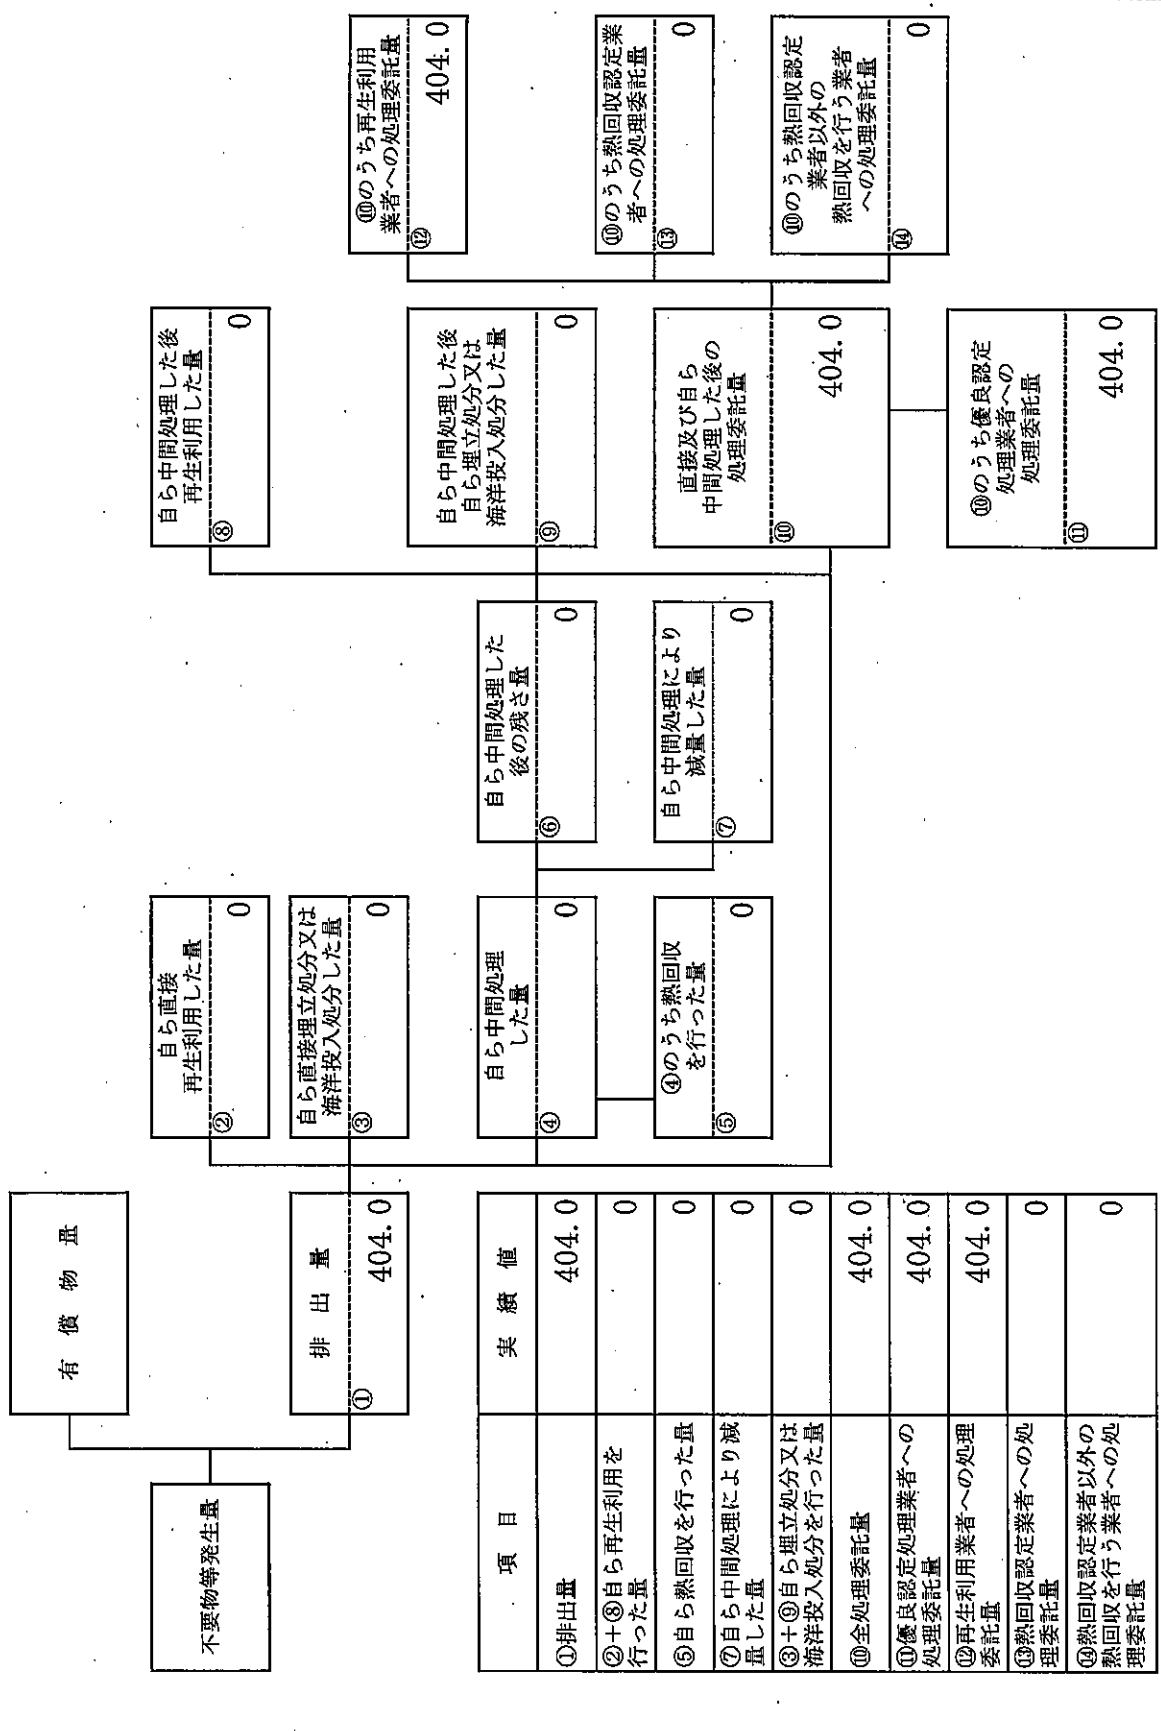 不要物等発生量
有償物量
排出量
①
404.0
自ら直接
再生利用した量
②
0
自ら直接埋立処分又は
海洋投入処分した量
③
0
自ら中間処理
した量
④
0
④のうち熱回収
を行った量
⑤
0
自ら中間処理した
後の残さ量
⑥
0
自ら中間処理により
減量した量
⑦
0
自ら中間処理した後
再生利用した量
⑧
0
自ら中間処理した後
自ら埋立処分又は
海洋投入処分した量
⑨
0
直接及び自ら
中間処理した後の
処理委託量
⑩
404.0
⑩のうち優良認定
処理業者への
処理委託量
⑪
404.0
⑩のうち再生利用
業者への処理委託量
⑫
404.0
⑩のうち熱回収認定業
者への処理委託量
⑬
0
⑩のうち熱回収認定
業者以外の
熱回収を行う業者
への処理委託量
⑭
0
項目 実績値
①排出量 404.0
②+⑧自ら再生利用を
行った量 0
⑤自ら熱回収を行った量 0
⑦自ら中間処理により減
量した量 0
③+⑨自ら埋立処分又は
海洋投入処分を行った量 0
⑩全処理委託量 404.0
⑪優良認定処理業者への
処理委託量 404.0
⑫再生利用業者への処理
委託量 404.0
⑬熱回収認定業者への処
理委託量 0
⑭熱回収認定業者以外の
熱回収を行う業者への処
理委託量 0